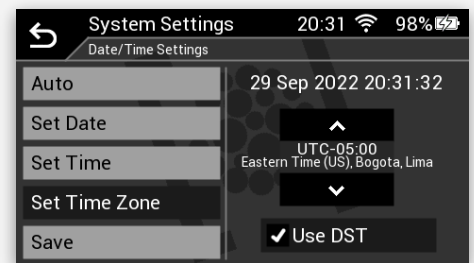 System Settings 20:31 98%
Date/Time Settings
Auto
29 Sep 2022 20:31:32
Set Date
Set Time
UTC-05:00
Eastern Time (US), Bogota, Lima
Set Time Zone
Save
Use DST